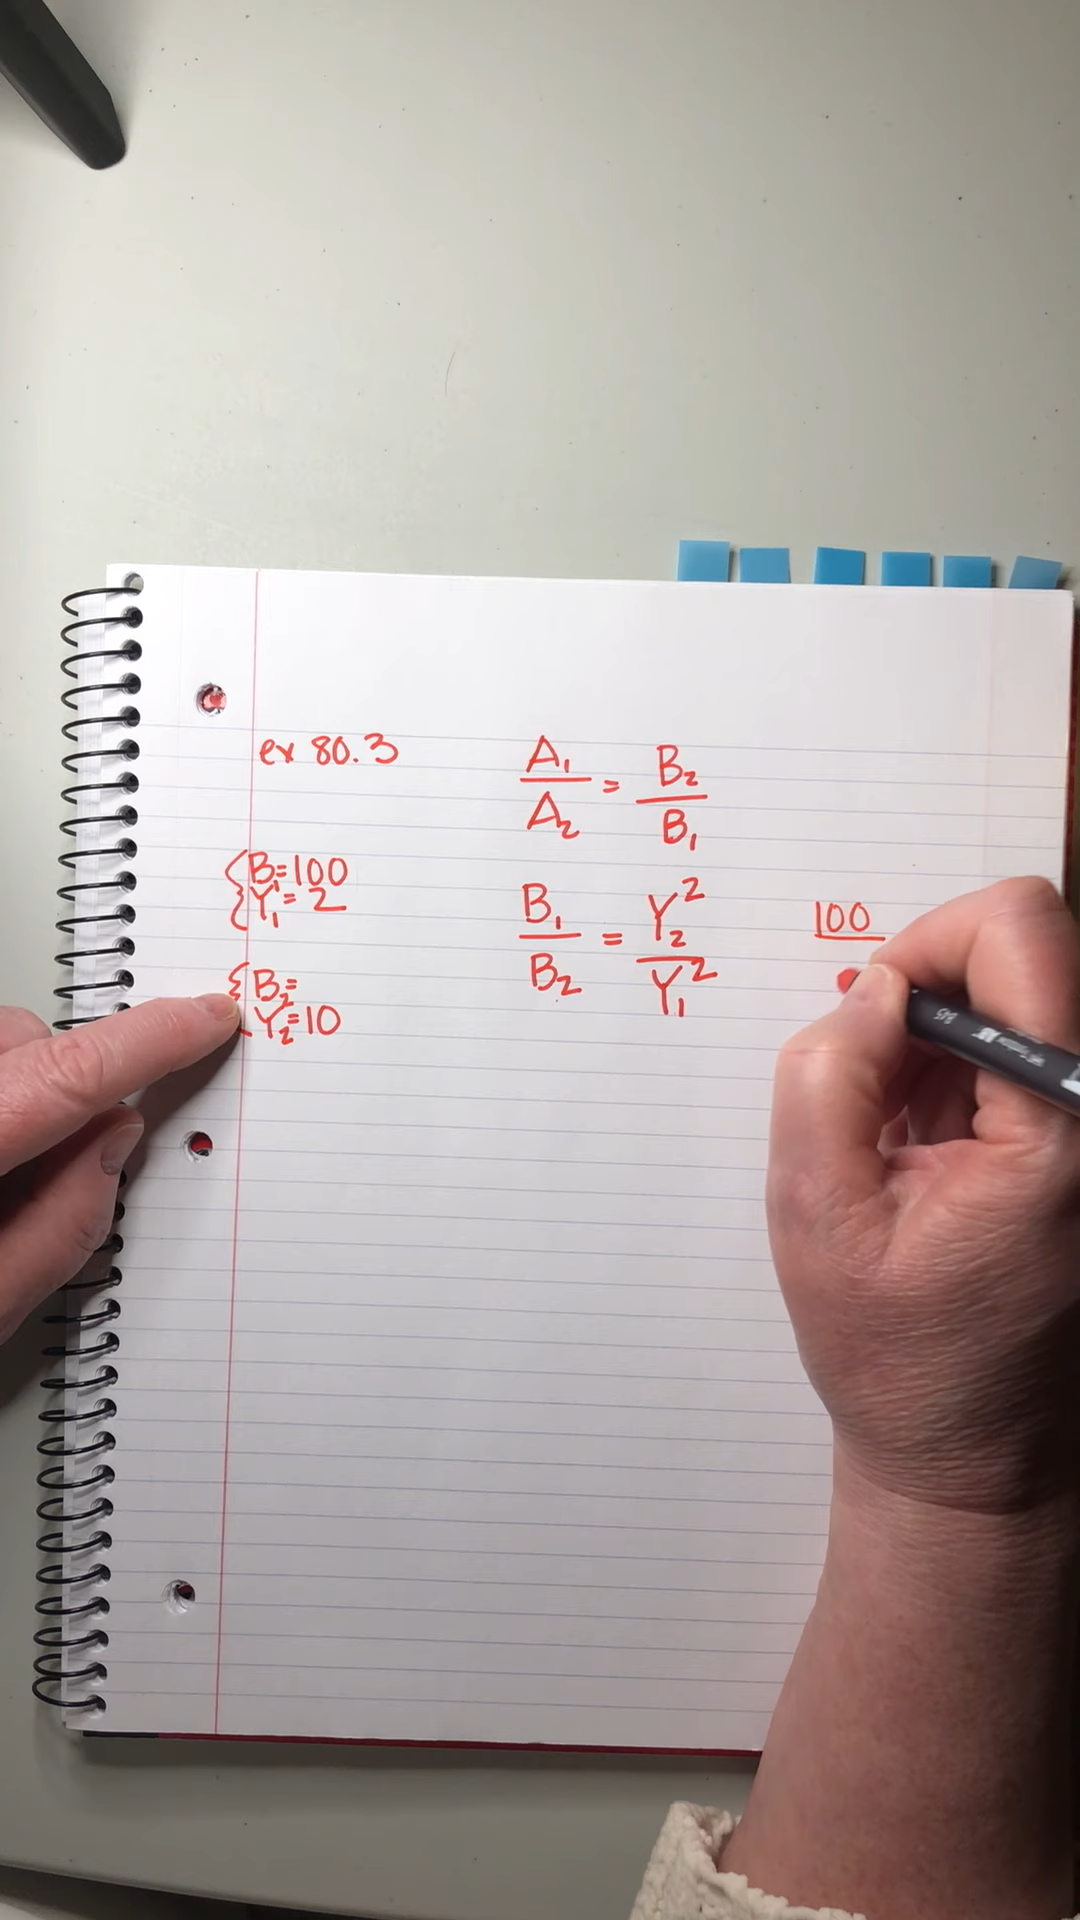 ex 80.3
A₁/A₂ = B₂/B₁
{B₁=100
Y₁=2
B₁/B₂ = Y₂²/Y₁²
100
{B₂=
Y₂=10